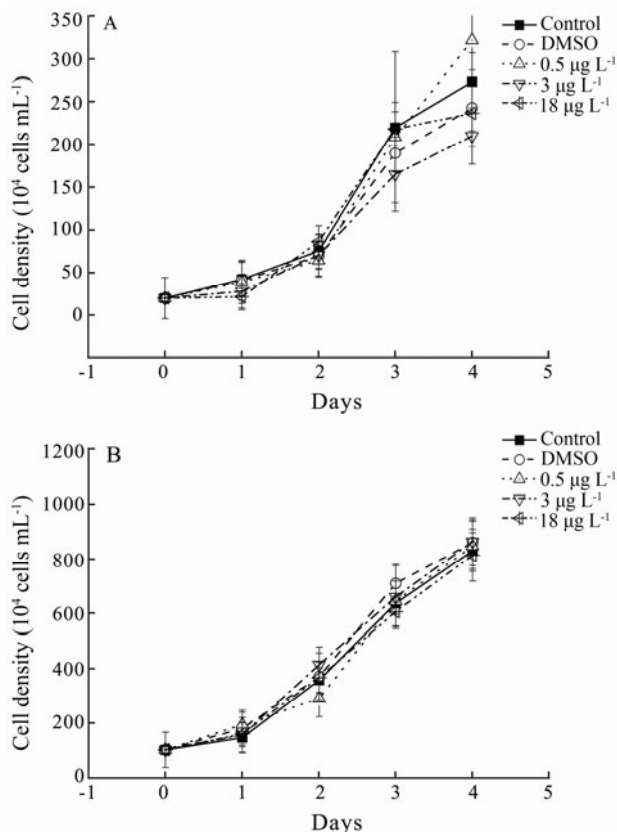 A
Control
DMSO
0.5 μg L⁻¹
3 μg L⁻¹
18 μg L⁻¹
Cell density (10⁴ cells mL⁻¹)
350
300
250
200
150
100
50
0
-1 0 1 2 3 4 5
Days
B
Control
DMSO
0.5 μg L⁻¹
3 μg L⁻¹
18 μg L⁻¹
Cell density (10⁴ cells mL⁻¹)
1200
1000
800
600
400
200
0
-1 0 1 2 3 4 5
Days